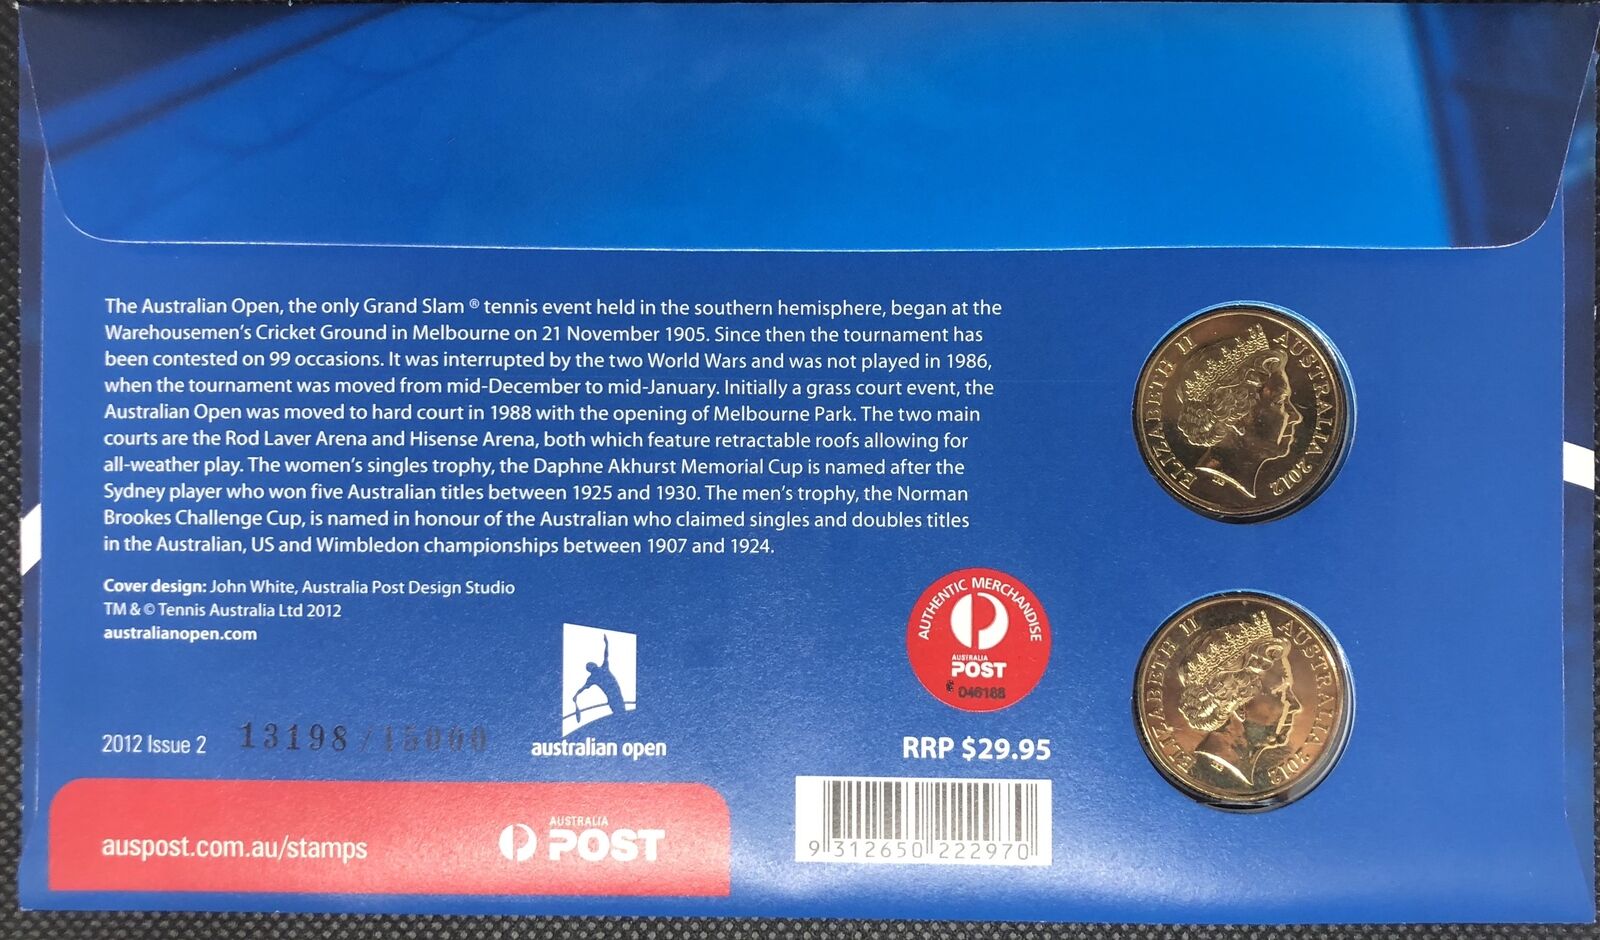 The Australian Open, the only Grand Slam ® tennis event held in the southern hemisphere, began at the
Warehousemen's Cricket Ground in Melbourne on 21 November 1905. Since then the tournament has
been contested on 99 occasions. It was interrupted by the two World Wars and was not played in 1986,
when the tournament was moved from mid-December to mid-January. Initially a grass court event, the
Australian Open was moved to hard court in 1988 with the opening of Melbourne Park. The two main
courts are the Rod Laver Arena and Hisense Arena, both which feature retractable roofs allowing for
all-weather play. The women's singles trophy, the Daphne Akhurst Memorial Cup is named after the
Sydney player who won five Australian titles between 1925 and 1930. The men's trophy, the Norman
Brookes Challenge Cup, is named in honour of the Australian who claimed singles and doubles titles
in the Australian, US and Wimbledon championships between 1907 and 1924.
Cover design: John White, Australia Post Design Studio
TM & © Tennis Australia Ltd 2012
australianopen.com
2012 Issue 2 13198/15000
australian open
AUTHENTIC MERCHANDISE
AUSTRALIA
POST
046188
RRP $29.95
9 312650 222970
auspost.com.au/stamps
AUSTRALIA
POST
ELIZABETH II AUSTRALIA 2012
ELIZABETH II AUSTRALIA 2012